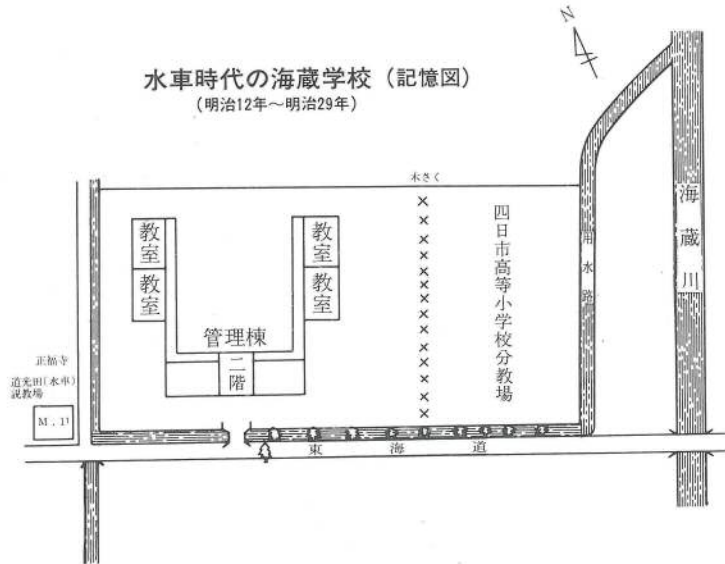 N
水車時代の海蔵学校（記憶図）
（明治12年～明治29年）
木さく
教室
教室
教室
教室
管理棟
二階
四日市高等小学校分教場
用水路
海蔵川
正福寺
道光田(水車)
説教場
M.17
東海道